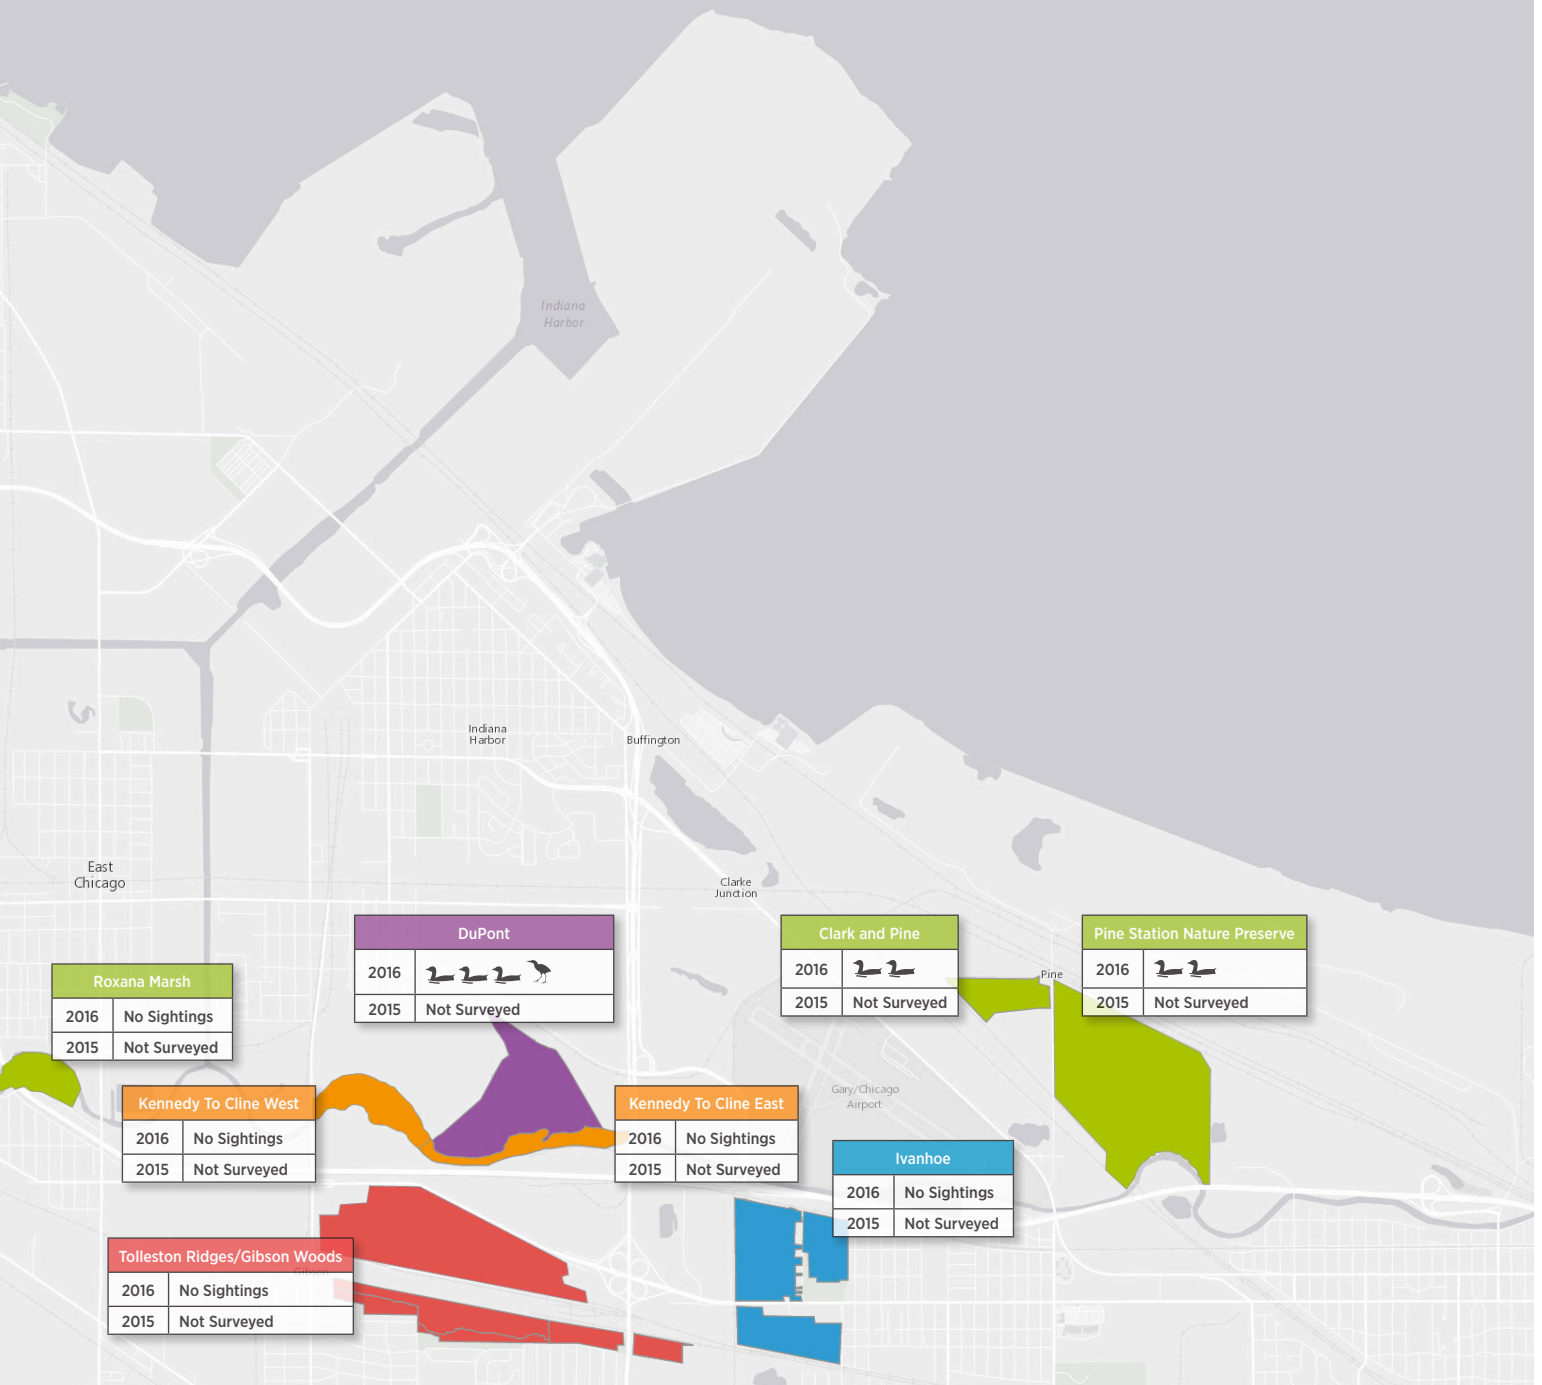 Indiana
Harbor
Indiana
Harbor
Buffington
East
Chicago
Clarke
Junction
DuPont
2016
2015 Not Surveyed
Clark and Pine
2016
2015 Not Surveyed
Pine
Pine Station Nature Preserve
2016
2015 Not Surveyed
Roxana Marsh
2016 No Sightings
2015 Not Surveyed
Kennedy To Cline West
2016 No Sightings
2015 Not Surveyed
Kennedy To Cline East
2016 No Sightings
2015 Not Surveyed
Gary/Chicago
Airport
Ivanhoe
2016 No Sightings
2015 Not Surveyed
Tolleston Ridges/Gibson Woods
Gibson
2016 No Sightings
2015 Not Surveyed